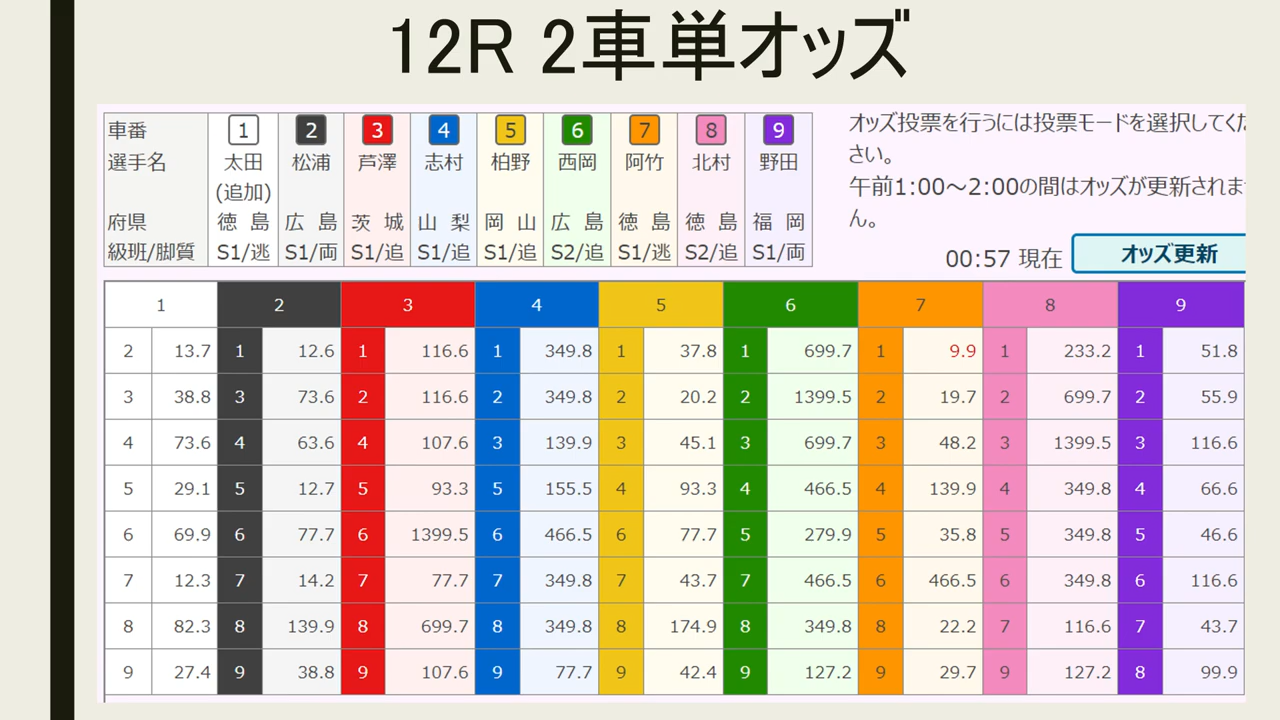 12R 2車単オッズ
車番 1 2 3 4 5 6 7 8 9
選手名 太田 松浦 芦澤 志村 柏野 西岡 阿竹 北村 野田
(追加)
府県 徳 島 広 島 茨 城 山 梨 岡 山 広 島 徳 島 徳 島 福 岡
級班/脚質 S1/逃 S1/両 S1/追 S1/追 S1/追 S2/追 S1/逃 S2/追 S1/両
オッズ投票を行うには投票モードを選択してくだ
さい。
午前1:00～2:00の間はオッズが更新されませ
ん。
00:57 現在 オッズ更新
1 2 3 4 5 6 7 8 9
2 13.7 1 12.6 1 116.6 1 349.8 1 37.8 1 699.7 1 9.9 1 233.2 1 51.8
3 38.8 3 73.6 2 116.6 2 349.8 2 20.2 2 1399.5 2 19.7 2 699.7 2 55.9
4 73.6 4 63.6 4 107.6 3 139.9 3 45.1 3 699.7 3 48.2 3 1399.5 3 116.6
5 29.1 5 12.7 5 93.3 5 155.5 4 93.3 4 466.5 4 139.9 4 349.8 4 66.6
6 69.9 6 77.7 6 1399.5 6 466.5 6 77.7 5 279.9 5 35.8 5 349.8 5 46.6
7 12.3 7 14.2 7 77.7 7 349.8 7 43.7 7 466.5 6 466.5 6 349.8 6 116.6
8 82.3 8 139.9 8 699.7 8 349.8 8 174.9 8 349.8 8 22.2 7 116.6 7 43.7
9 27.4 9 38.8 9 107.6 9 77.7 9 42.4 9 127.2 9 29.7 9 127.2 8 99.9